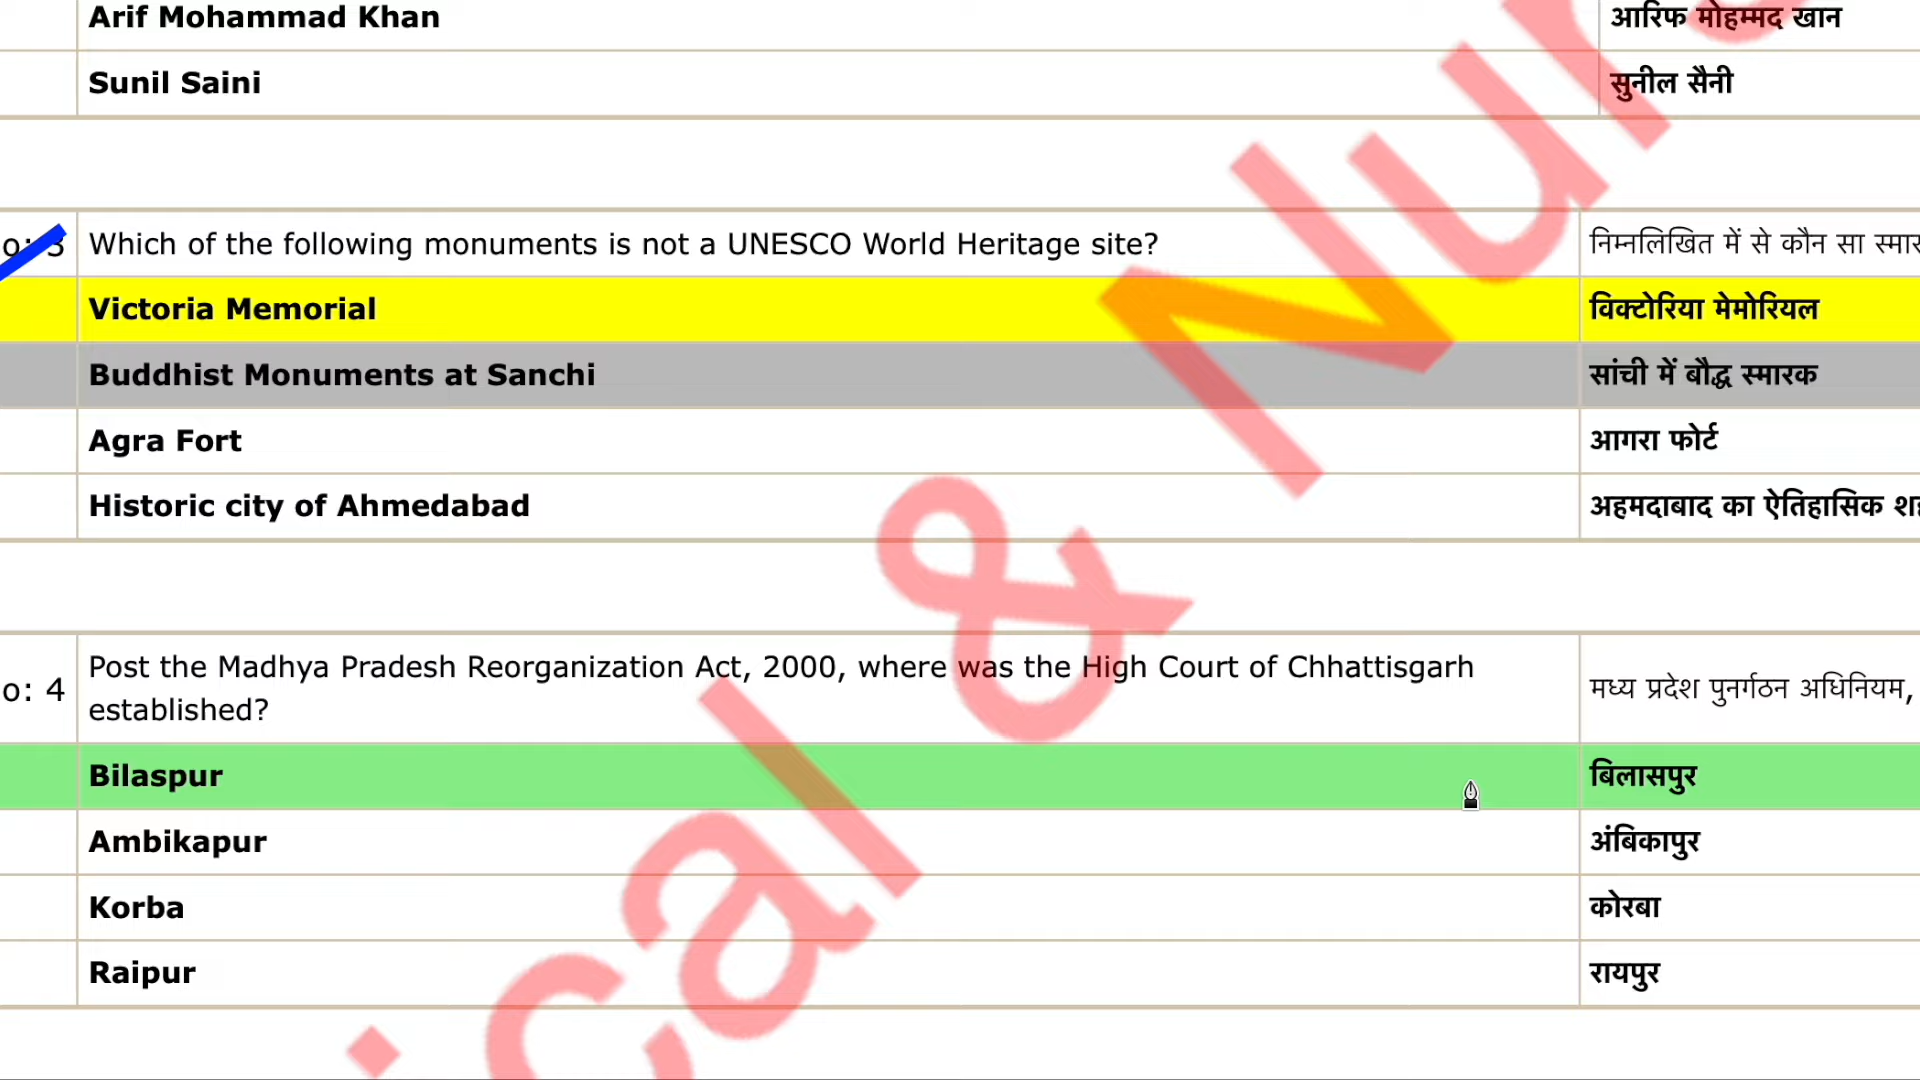 Arif Mohammad Khan आरिफ मोहम्मद खान
Sunil Saini सुनील सैनी
o: 3 Which of the following monuments is not a UNESCO World Heritage site? निम्नलिखित में से कौन सा
Victoria Memorial विक्टोरिया मेमोरियल
Buddhist Monuments at Sanchi सांची में बौद्ध स्मारक
Agra Fort आगरा फोर्ट
Historic city of Ahmedabad अहमदाबाद का ऐतिहासिक
o: 4 Post the Madhya Pradesh Reorganization Act, 2000, where was the High Court of Chhattisgarh मध्य प्रदेश पुनर्गठन अधिनियम,
established?
Bilaspur बिलासपुर
Ambikapur अंबिकापुर
Korba कोरबा
Raipur रायपुर
ical & Nur